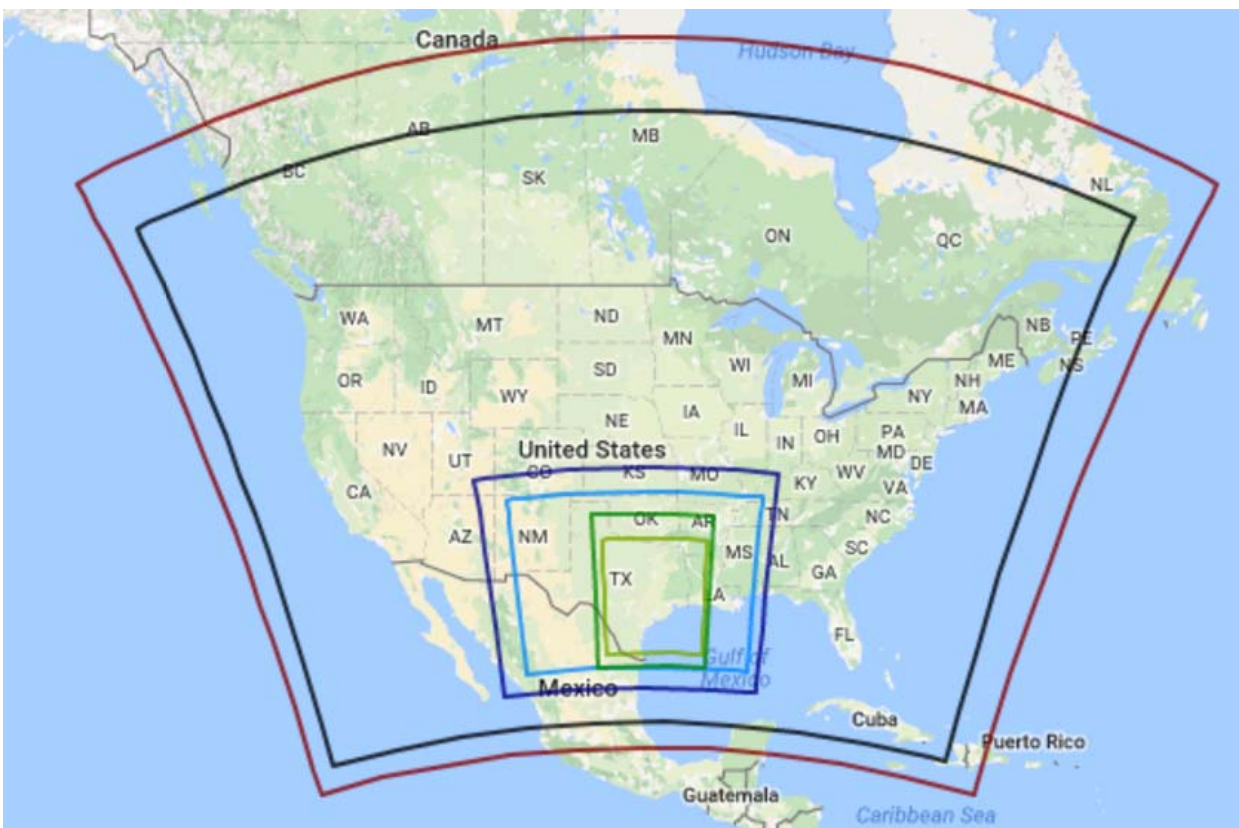 Canada
Hudson Bay
AB
MB
BC
SK
NL
ON
QC
WA
MT
ND
MN
NB
PE
OR
ID
SD
WI
MI
ME
NS
WY
NY
NH
MA
NE
IA
IL
IN
OH
PA
MD
DE
NV
UT
United States
CO
KS
MO
KY
WV
VA
CA
AZ
NM
OK
AR
TN
NC
MS
AL
SC
GA
TX
LA
FL
Gulf of
Mexico
Mexico
Cuba
Puerto Rico
Guatemala
Caribbean Sea